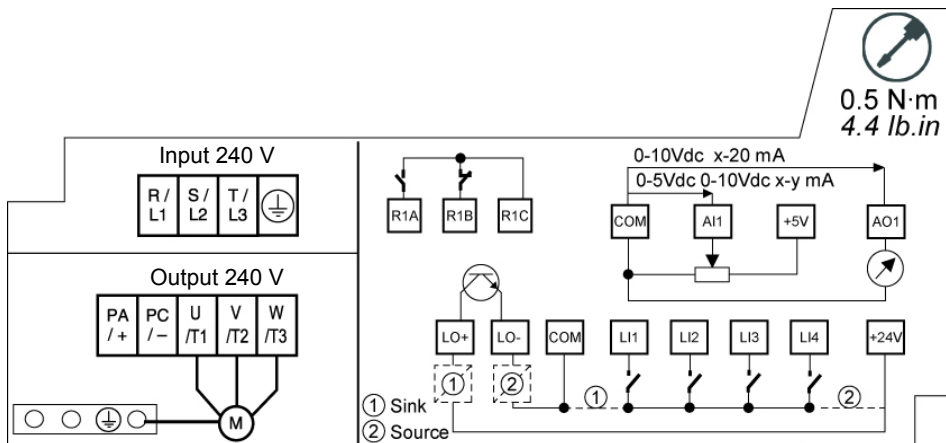 0.5 N·m
4.4 lb.in
Input 240 V
R / L1
S / L2
T / L3
Output 240 V
PA / +
PC / –
U /T1
V /T2
W /T3
M
R1A
R1B
R1C
0-10Vdc x-20 mA
0-5Vdc 0-10Vdc x-y mA
COM
AI1
+5V
AO1
LO+
LO-
COM
LI1
LI2
LI3
LI4
+24V
①
②
①
②
① Sink
② Source